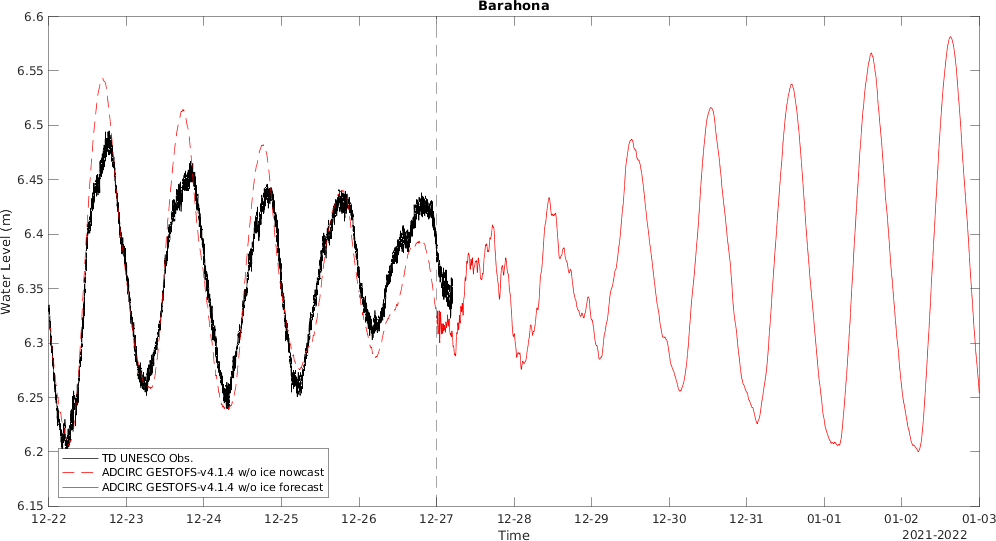 Barahona
6.6
6.55
6.5
6.45
6.4
6.35
6.3
6.25
6.2
6.15
Water Level (m)
TD UNESCO Obs.
ADCIRC GESTOFS-v4.1.4 w/o ice nowcast
ADCIRC GESTOFS-v4.1.4 w/o ice forecast
12-22 12-23 12-24 12-25 12-26 12-27 12-28 12-29 12-30 12-31 01-01 01-02 01-03
Time
2021-2022